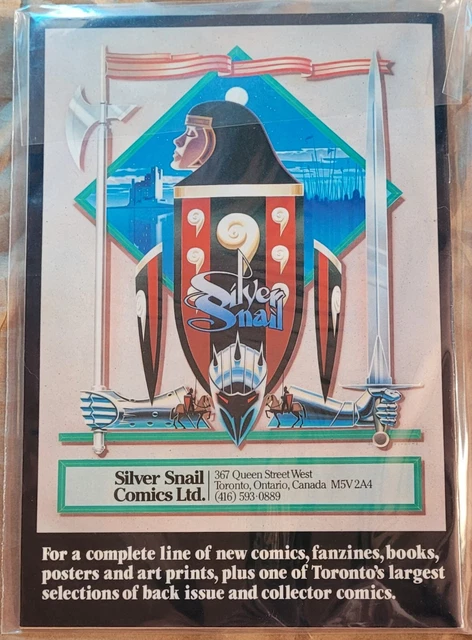 Silver
Snail
Silver Snail
Comics Ltd.
367 Queen Street West
Toronto, Ontario, Canada M5V 2A4
(416) 593-0889
For a complete line of new comics, fanzines, books,
posters and art prints, plus one of Toronto's largest
selections of back issue and collector comics.